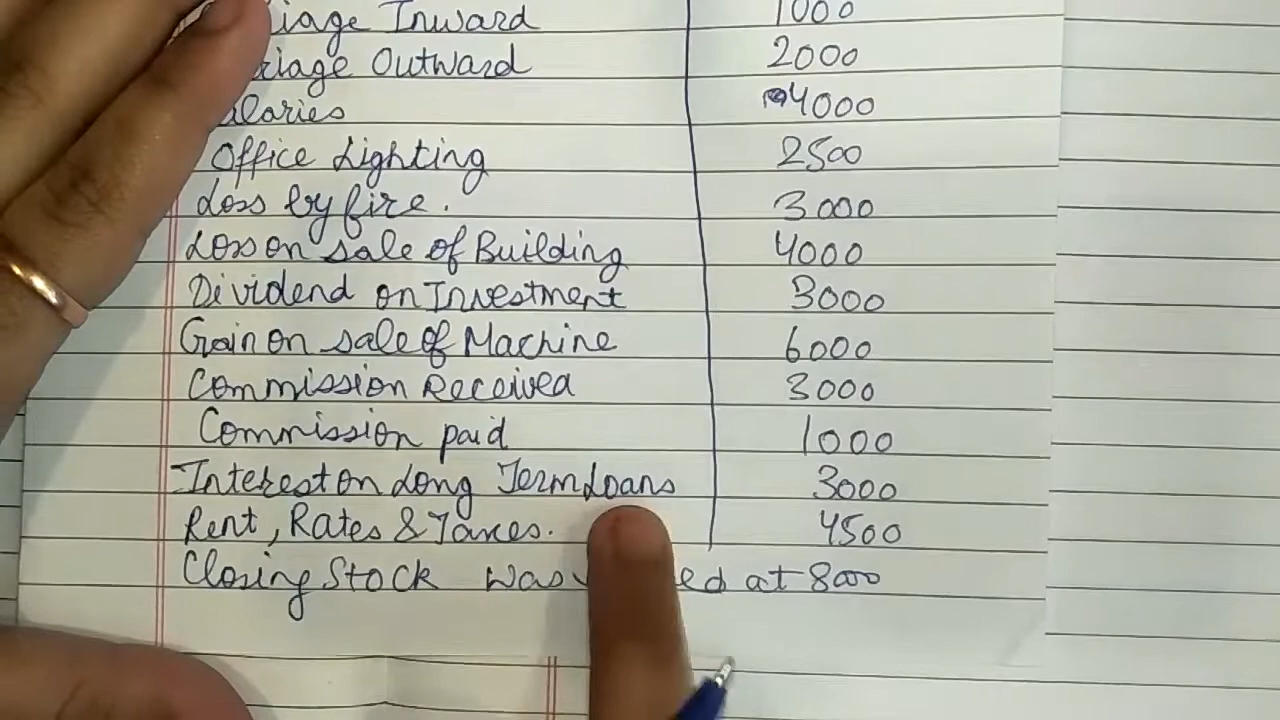 iage Inward 1000
riage Outward 2000
alaries 4000
Office Lighting 2500
Loss by fire. 3000
Loss on sale of Building 4000
Dividend on Investment 3000
Gain on sale of Machine 6000
Commission Received 3000
Commission paid 1000
Interest on Long Term Loans 3000
Rent, Rates & Taxes. 4500
Closing Stock was ed at 8000